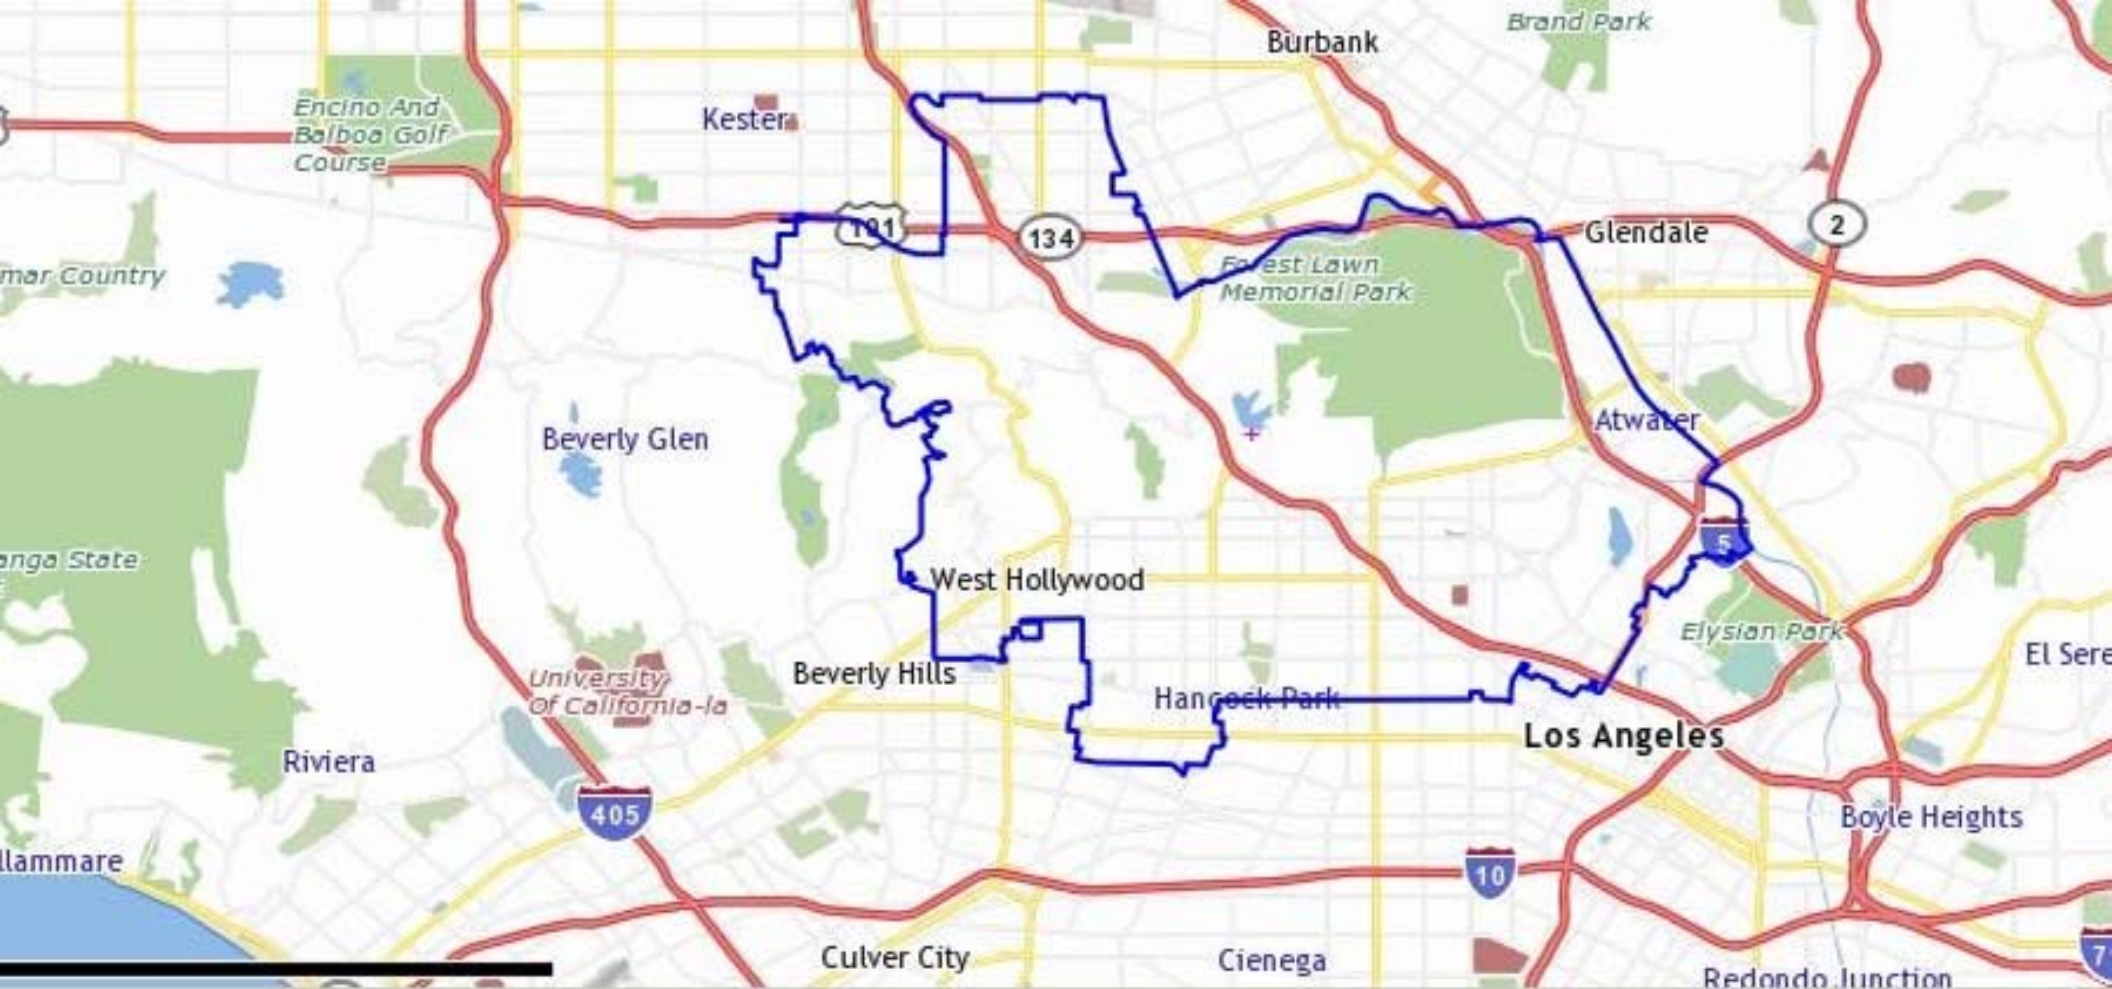 Brand Park
Burbank
Encino And
Balboa Golf
Course
Kester
101
134
2
Glendale
mar Country
Forest Lawn
Memorial Park
Atwater
Beverly Glen
5
anga State
West Hollywood
Elysian Park
El Sere
University
Of California-la
Beverly Hills
Hancock Park
Los Angeles
Riviera
405
Boyle Heights
llammare
10
Culver City
Cienega
7
Redondo Junction